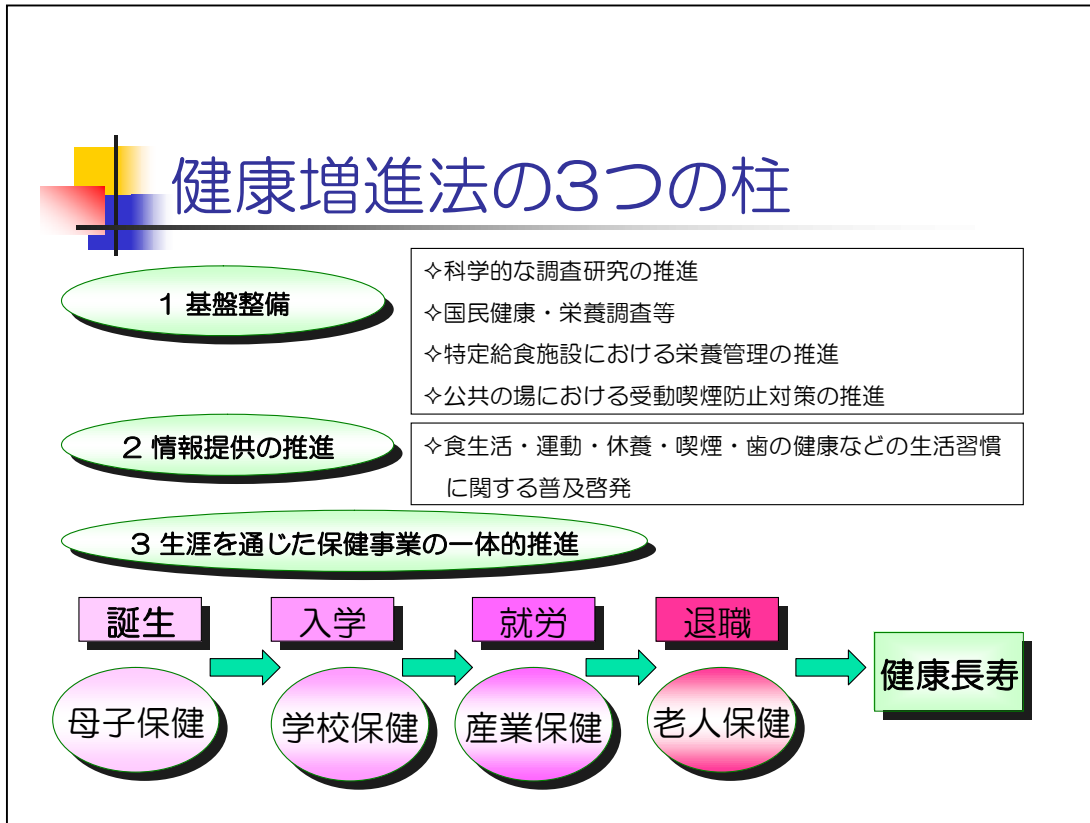 健康増進法の3つの柱
1 基盤整備
✧科学的な調査研究の推進
✧国民健康・栄養調査等
✧特定給食施設における栄養管理の推進
✧公共の場における受動喫煙防止対策の推進
2 情報提供の推進
✧食生活・運動・休養・喫煙・歯の健康などの生活習慣
に関する普及啓発
3 生涯を通じた保健事業の一体的推進
誕生
入学
就労
退職
母子保健
学校保健
産業保健
老人保健
健康長寿